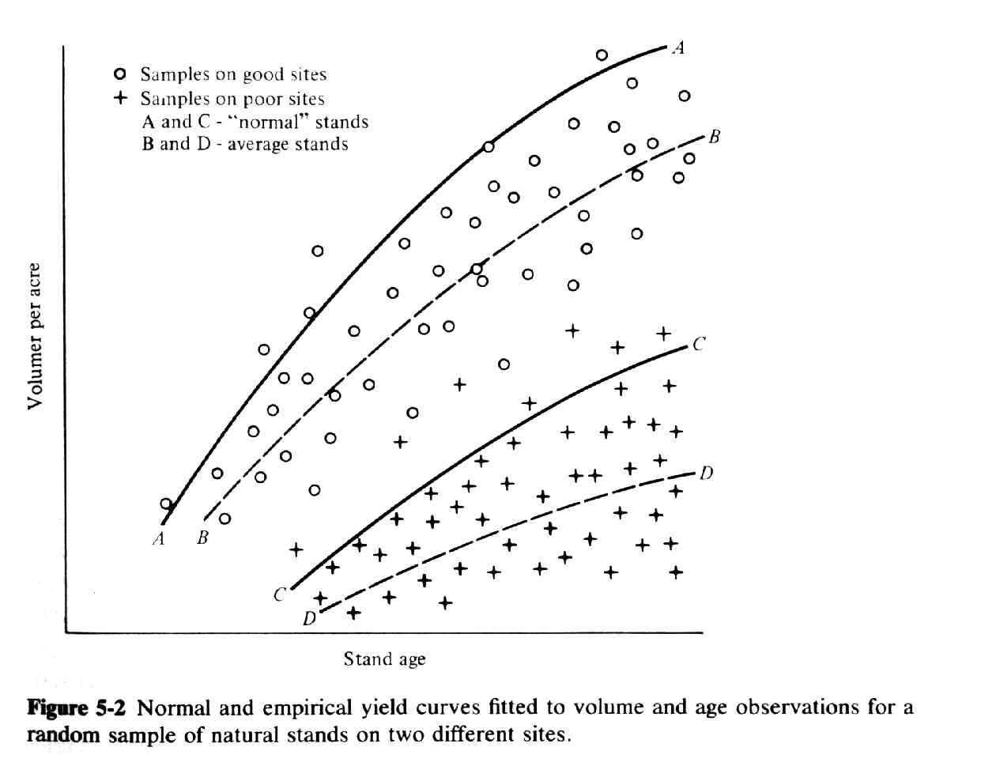 Samples on good sites
Samples on poor sites
A and C - “normal” stands
B and D - average stands
A
B
C
D
A
B
C
D
Volumer per acre
Stand age
Figure 5-2 Normal and empirical yield curves fitted to volume and age observations for a
random sample of natural stands on two different sites.